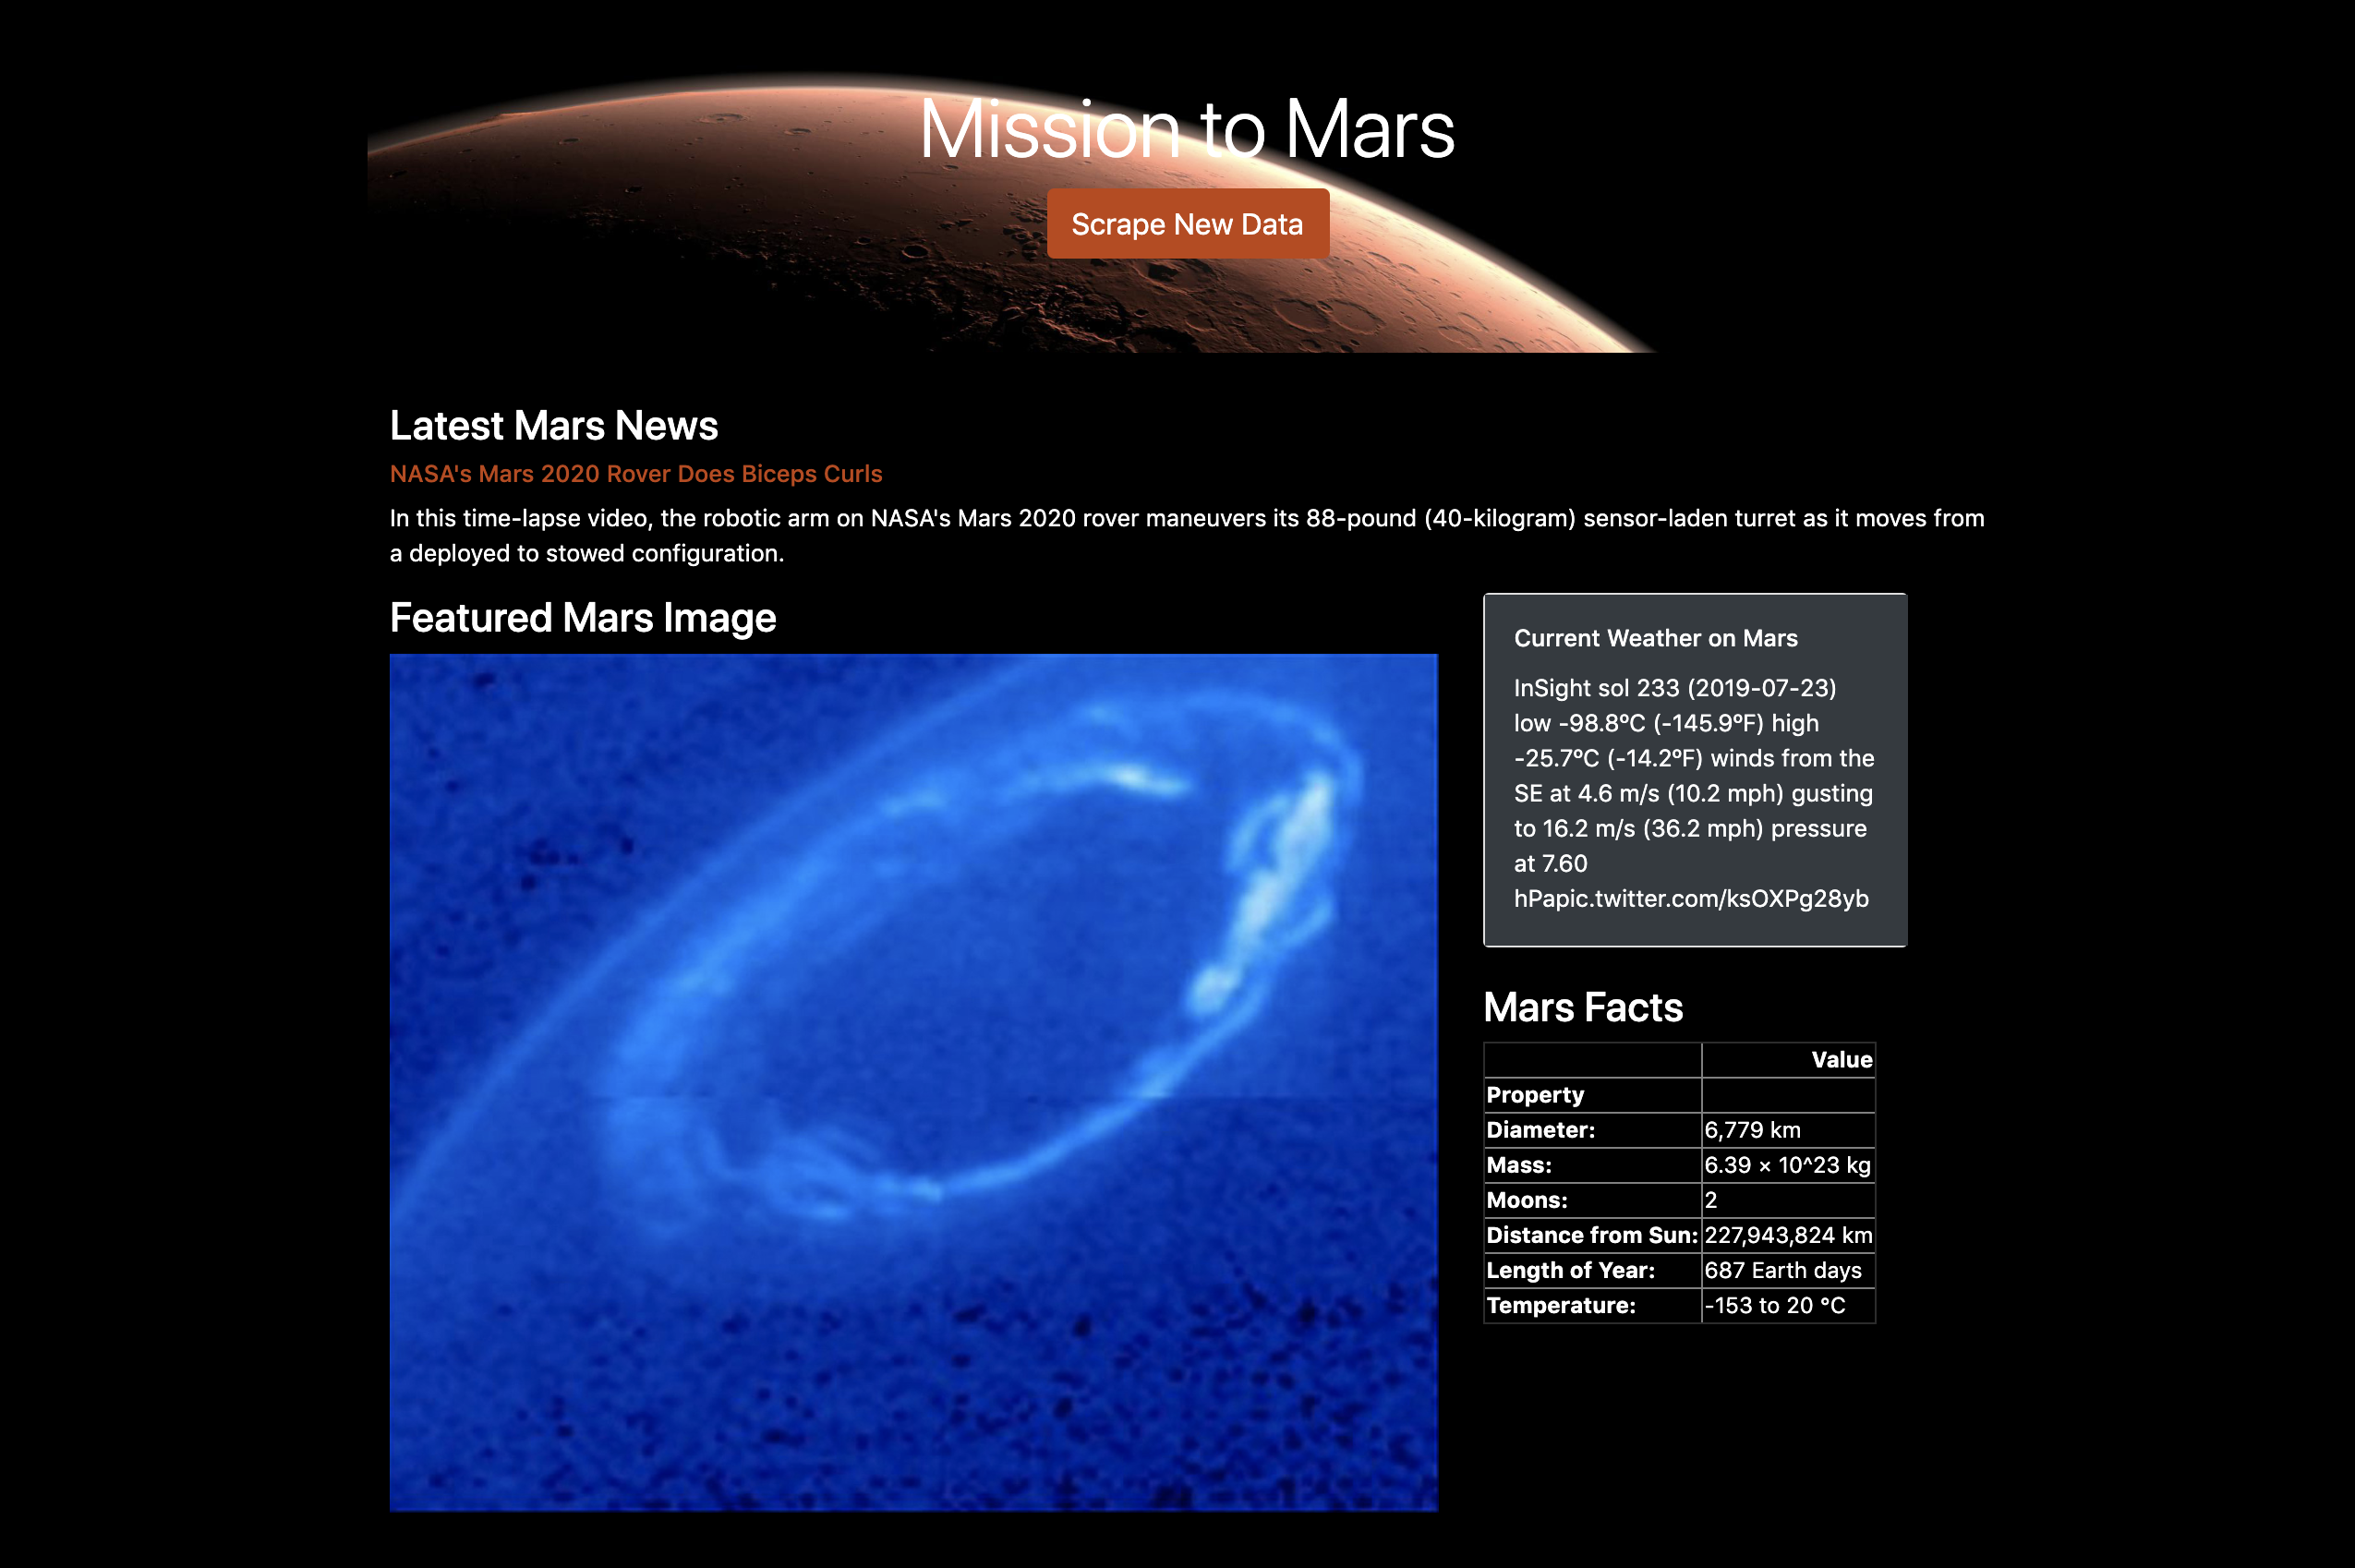 Mission to Mars
Scrape New Data
Latest Mars News
NASA's Mars 2020 Rover Does Biceps Curls
In this time-lapse video, the robotic arm on NASA's Mars 2020 rover maneuvers its 88-pound (40-kilogram) sensor-laden turret as it moves from
a deployed to stowed configuration.
Featured Mars Image
Current Weather on Mars
InSight sol 233 (2019-07-23)
low -98.8ºC (-145.9ºF) high
-25.7ºC (-14.2ºF) winds from the
SE at 4.6 m/s (10.2 mph) gusting
to 16.2 m/s (36.2 mph) pressure
at 7.60
hPapic.twitter.com/ksOXPg28yb
Mars Facts
Value
Property
Diameter: 6,779 km
Mass: 6.39 × 10^23 kg
Moons: 2
Distance from Sun: 227,943,824 km
Length of Year: 687 Earth days
Temperature: -153 to 20 °C